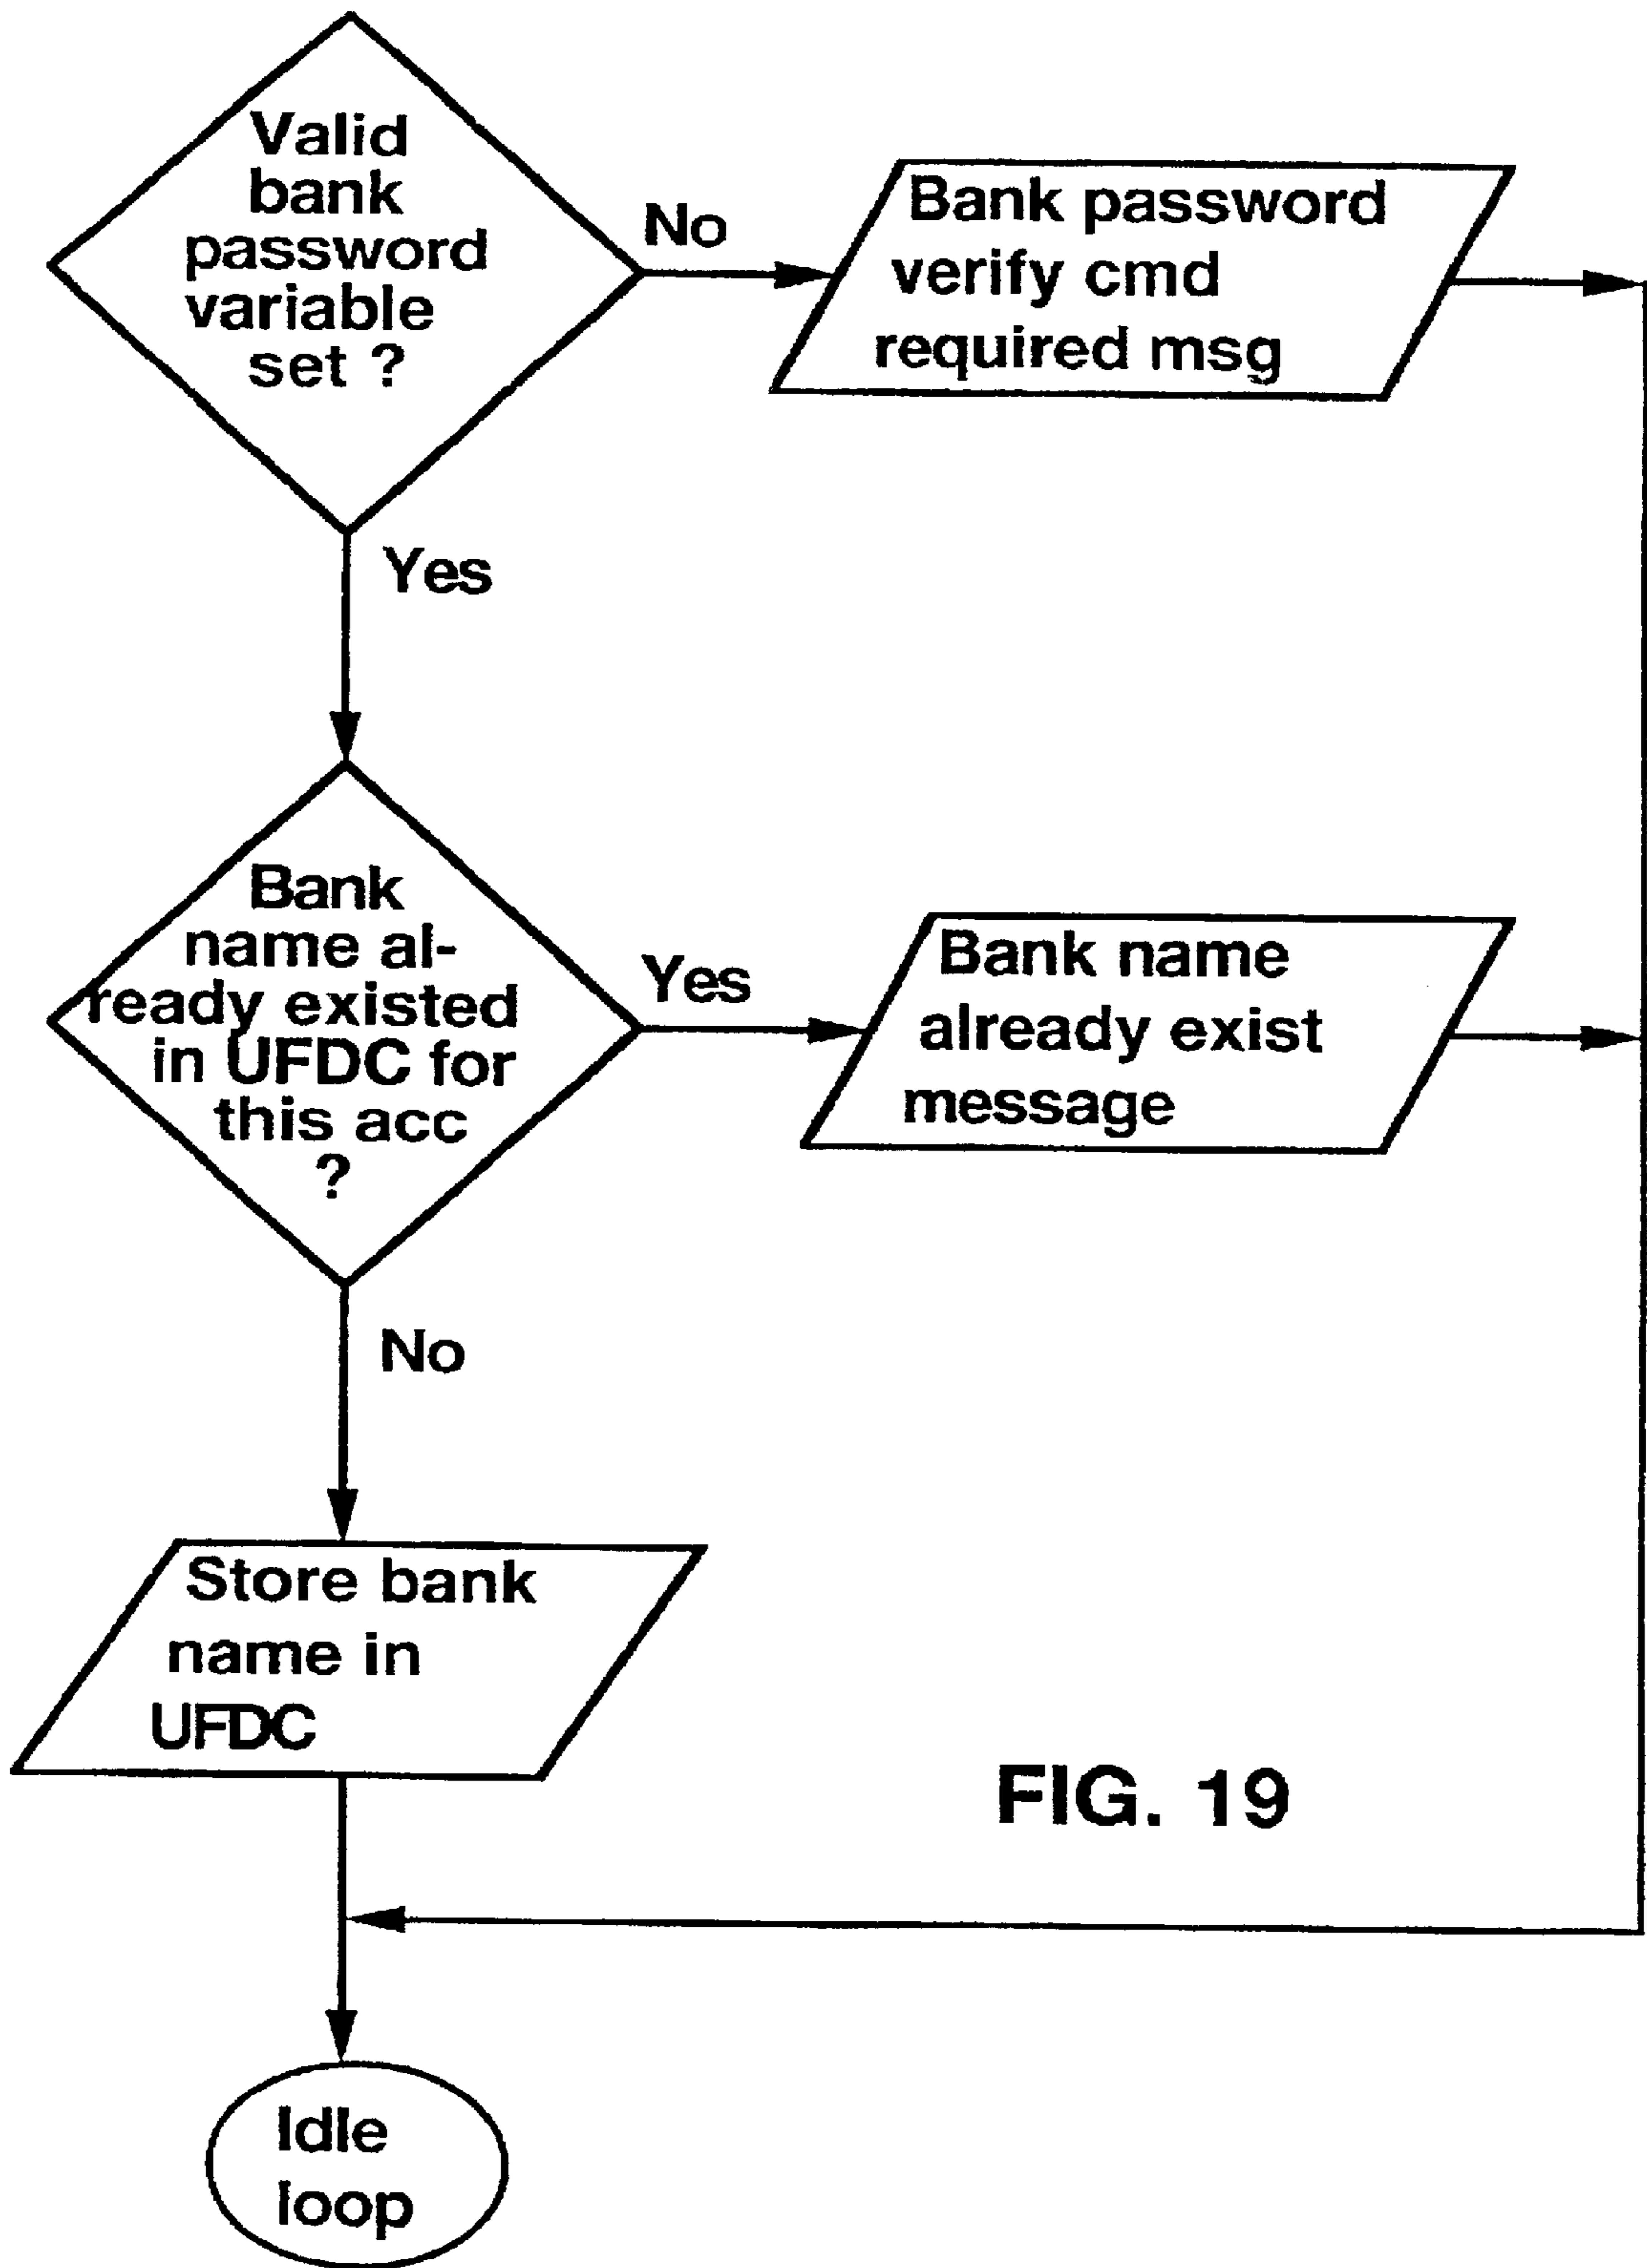 Valid
bank
password
variable
set ?
No
Bank password
verify cmd
required msg
Yes
Bank
name al-
ready existed
in UFDC for
this acc
?
Yes
Bank name
already exist
message
No
Store bank
name in
UFDC
FIG. 19
Idle
loop